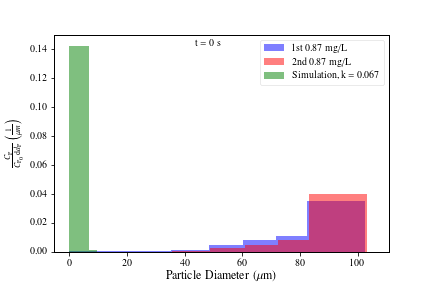 t = 0 s
1st 0.87 mg/L
2nd 0.87 mg/L
Simulation, k = 0.067
0.14
0.12
0.10
0.08
0.06
0.04
0.02
0.00
0 20 40 60 80 100
Particle Diameter (μm)